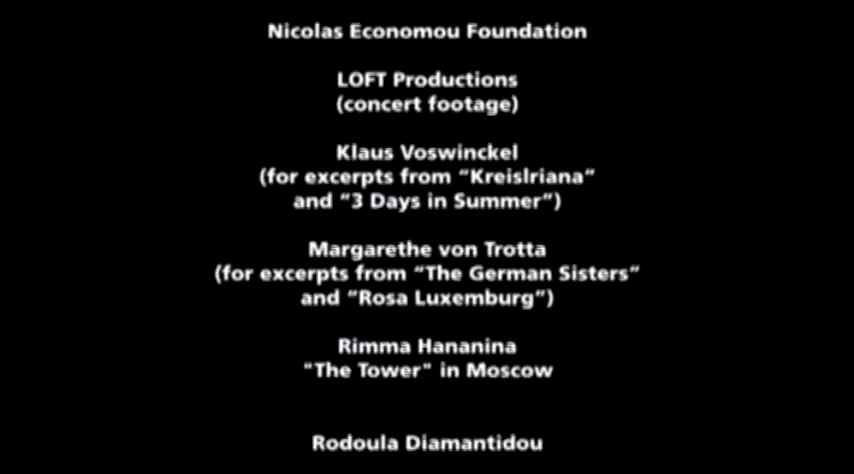 Nicolas Economou Foundation
LOFT Productions
(concert footage)
Klaus Voswinckel
(for excerpts from “Kreislriana”
and “3 Days in Summer”)
Margarethe von Trotta
(for excerpts from “The German Sisters”
and “Rosa Luxemburg”)
Rimma Hananina
"The Tower" in Moscow
Rodoula Diamantidou